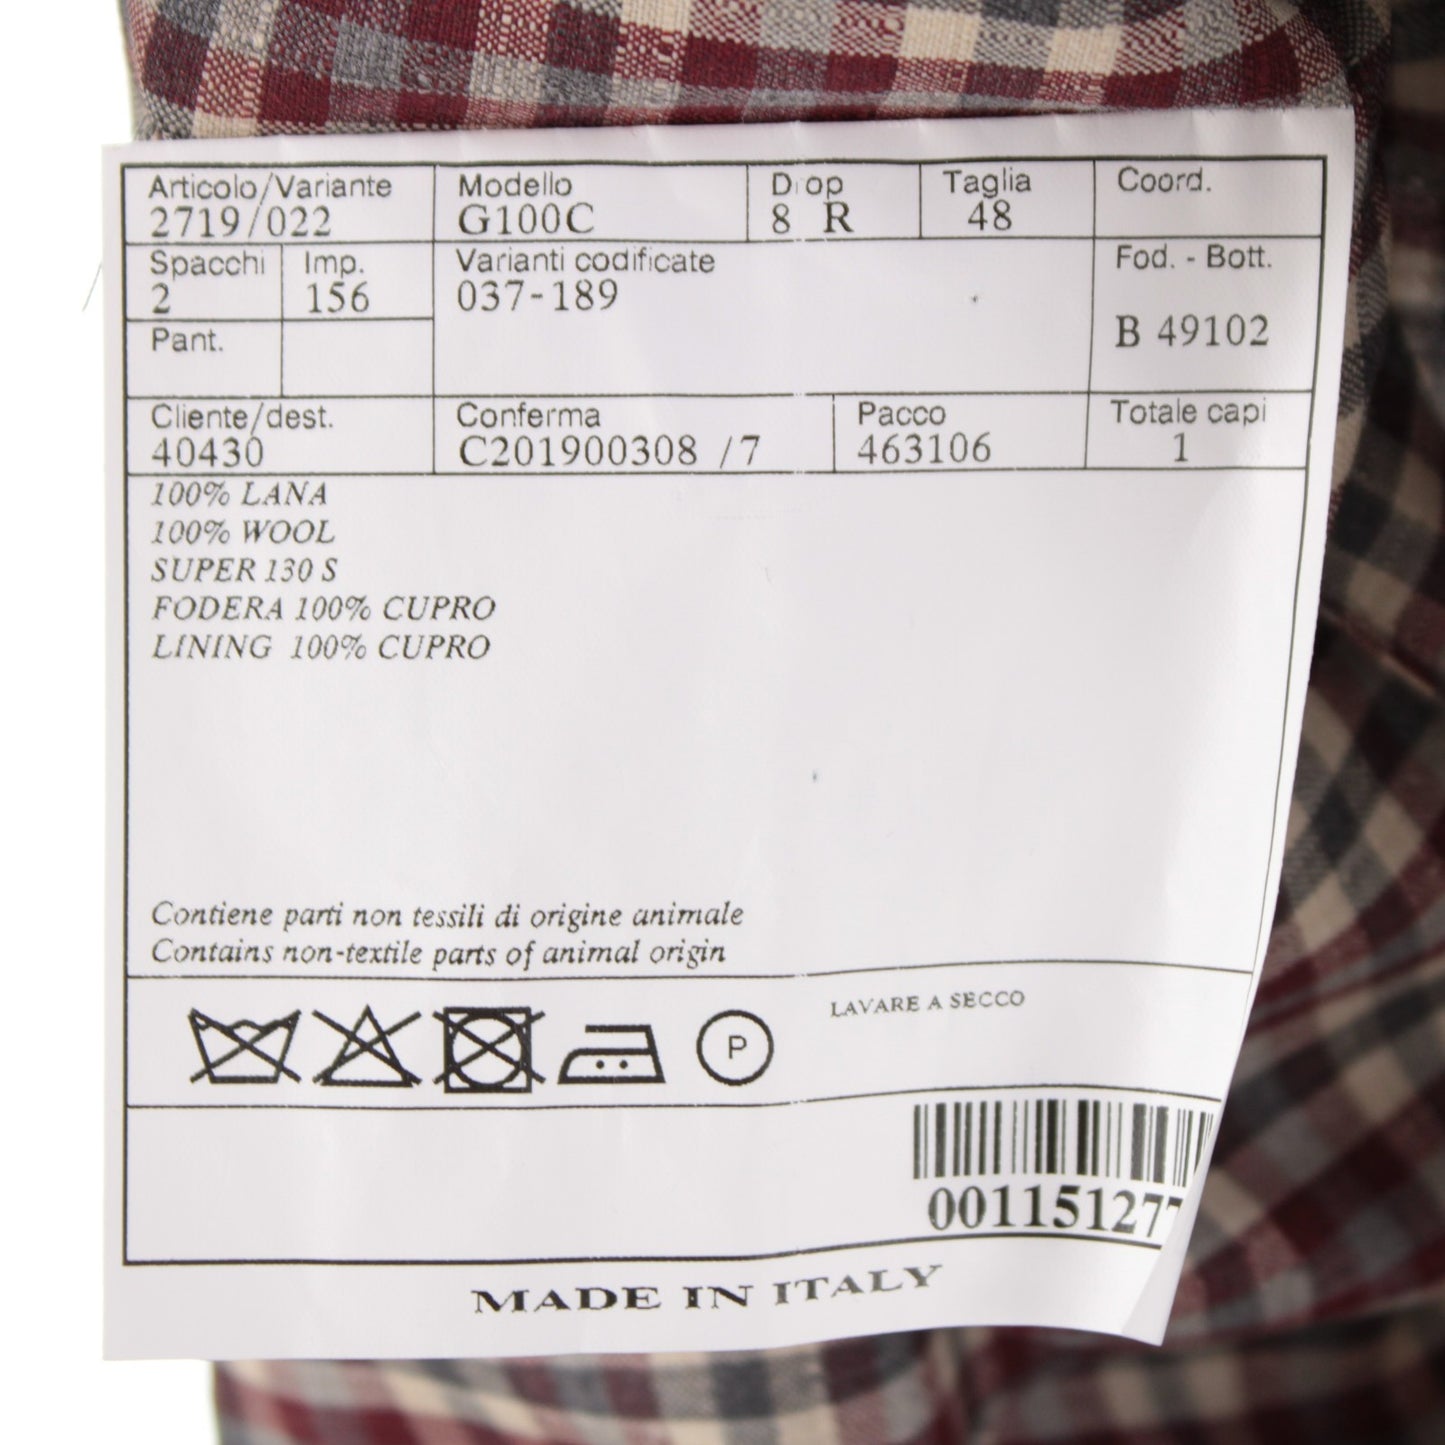 Articolo/Variante Modello Drop Taglia Coord.
2719/022 G100C 8 R 48
Spacchi Imp. Varianti codificate Fod. - Bott.
2 156 037-189
B 49102
Pant.
Cliente/dest. Conferma Pacco Totale capi
40430 C201900308 /7 463106 1
100% LANA
100% WOOL
SUPER 130 S
FODERA 100% CUPRO
LINING 100% CUPRO
Contiene parti non tessili di origine animale
Contains non-textile parts of animal origin
LAVARE A SECCO
P
00115127
MADE IN ITALY